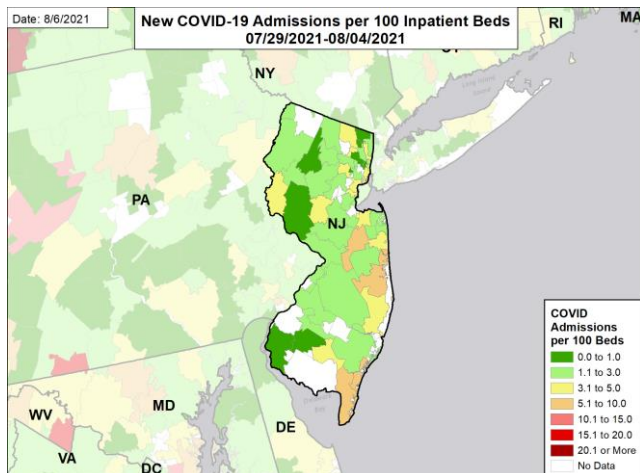 Date: 8/6/2021
New COVID-19 Admissions per 100 Inpatient Beds
07/29/2021-08/04/2021
RI
MA
NY
PA
NJ
MD
WV
DE
VA
DC
COVID
Admissions
per 100 Beds
0.0 to 1.0
1.1 to 3.0
3.1 to 5.0
5.1 to 10.0
10.1 to 15.0
15.1 to 20.0
20.1 or More
No Data